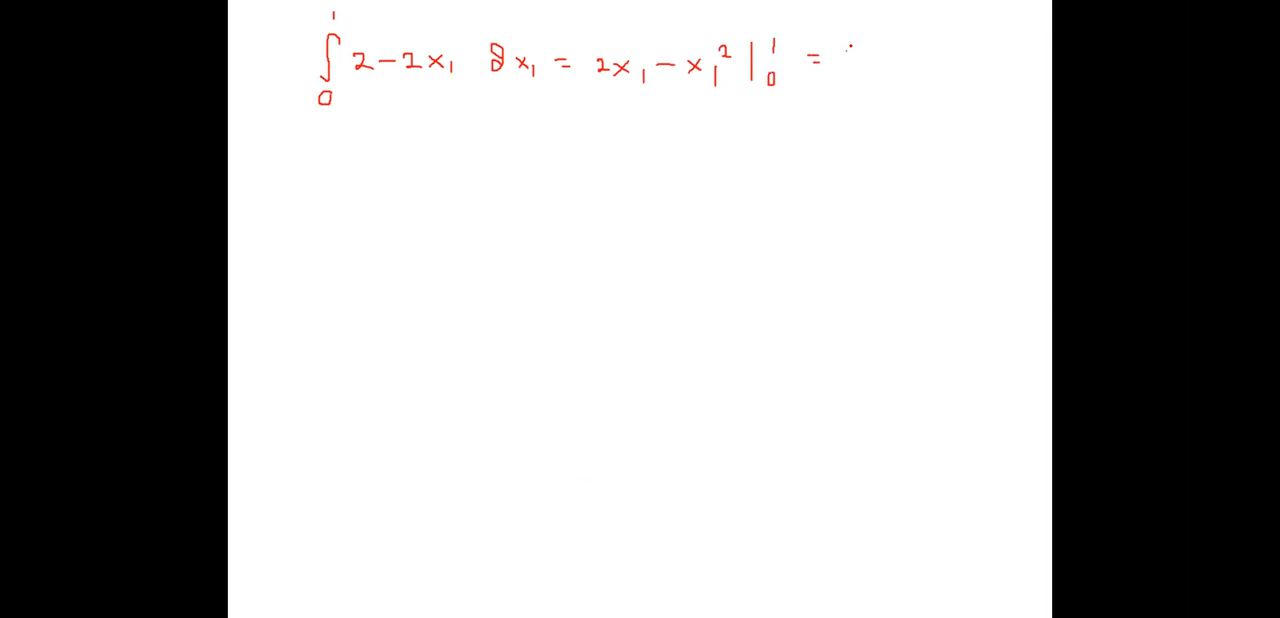 ∫₀¹ 2 - 2x₁ ∂x₁ = 2x₁ - x₁² |₀¹ =